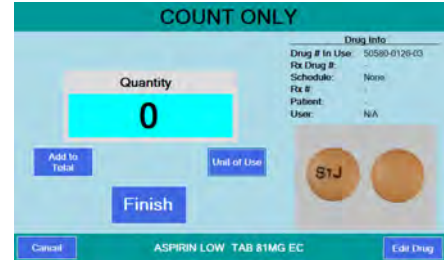 COUNT ONLY
Drug Info
Drug # In Use: 50580-0126-03
Rx Drug #: -
Schedule: None
Rx #: -
Patient: -
User: N/A
Quantity
0
Add to
Total
Unit of Use
S1J
Finish
Cancel
ASPIRIN LOW TAB 81MG EC
Edit Drug